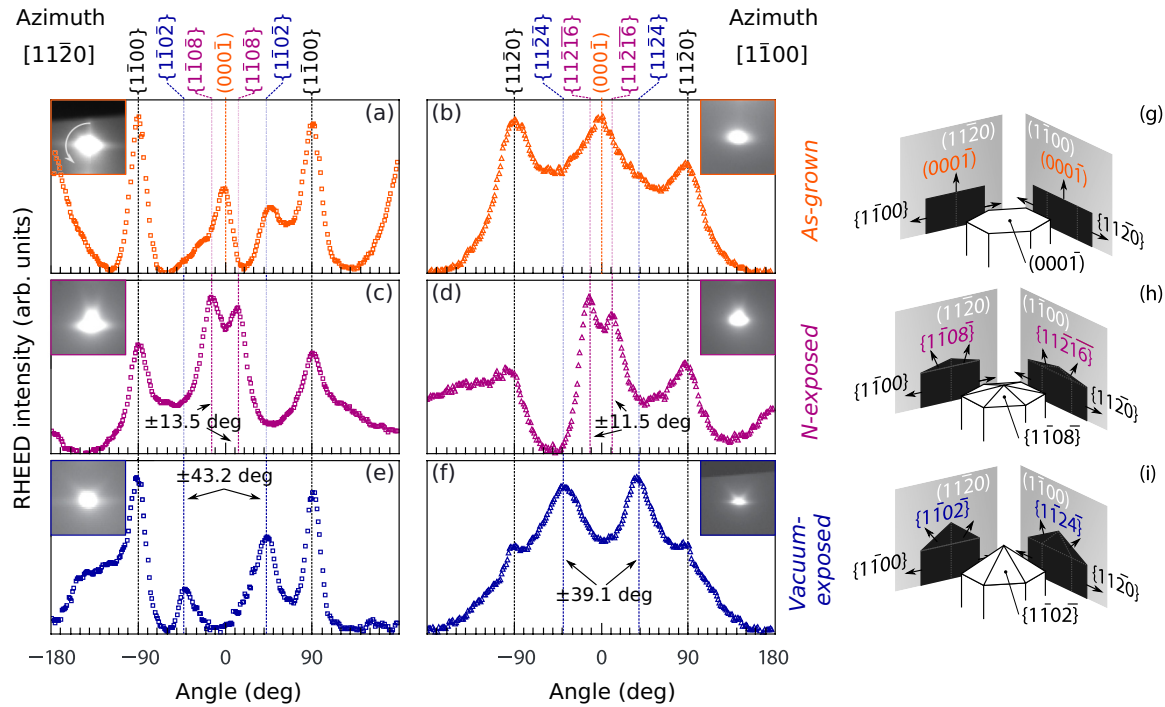 Azimuth
[112̄0]
{11̄00}
{11̄02̄}
{11̄08̄}
(0001̄)
{11̄08̄}
{11̄02̄}
{11̄00}
{112̄0}
{112̄4̄}
{112̄1̄6̄}
(0001̄)
{112̄1̄6̄}
{112̄4̄}
{112̄0}
Azimuth
[11̄00]
RHEED intensity (arb. units)
(a)
(b)
As-grown
(c)
±13.5 deg
(d)
±11.5 deg
N-exposed
(e)
±43.2 deg
(f)
±39.1 deg
Vacuum-
exposed
−180
−90
0
90
Angle (deg)
−90
0
90
180
Angle (deg)
(g)
(112̄0)
(11̄00)
(0001̄)
(0001̄)
{11̄00}
{112̄0}
(0001̄)
(h)
(112̄0)
(11̄00)
{11̄08̄}
{112̄1̄6̄}
{11̄00}
{112̄0}
{11̄08̄}
(i)
(112̄0)
(11̄00)
{11̄02̄}
{11̄24̄}
{11̄00}
{112̄0}
{11̄02̄}